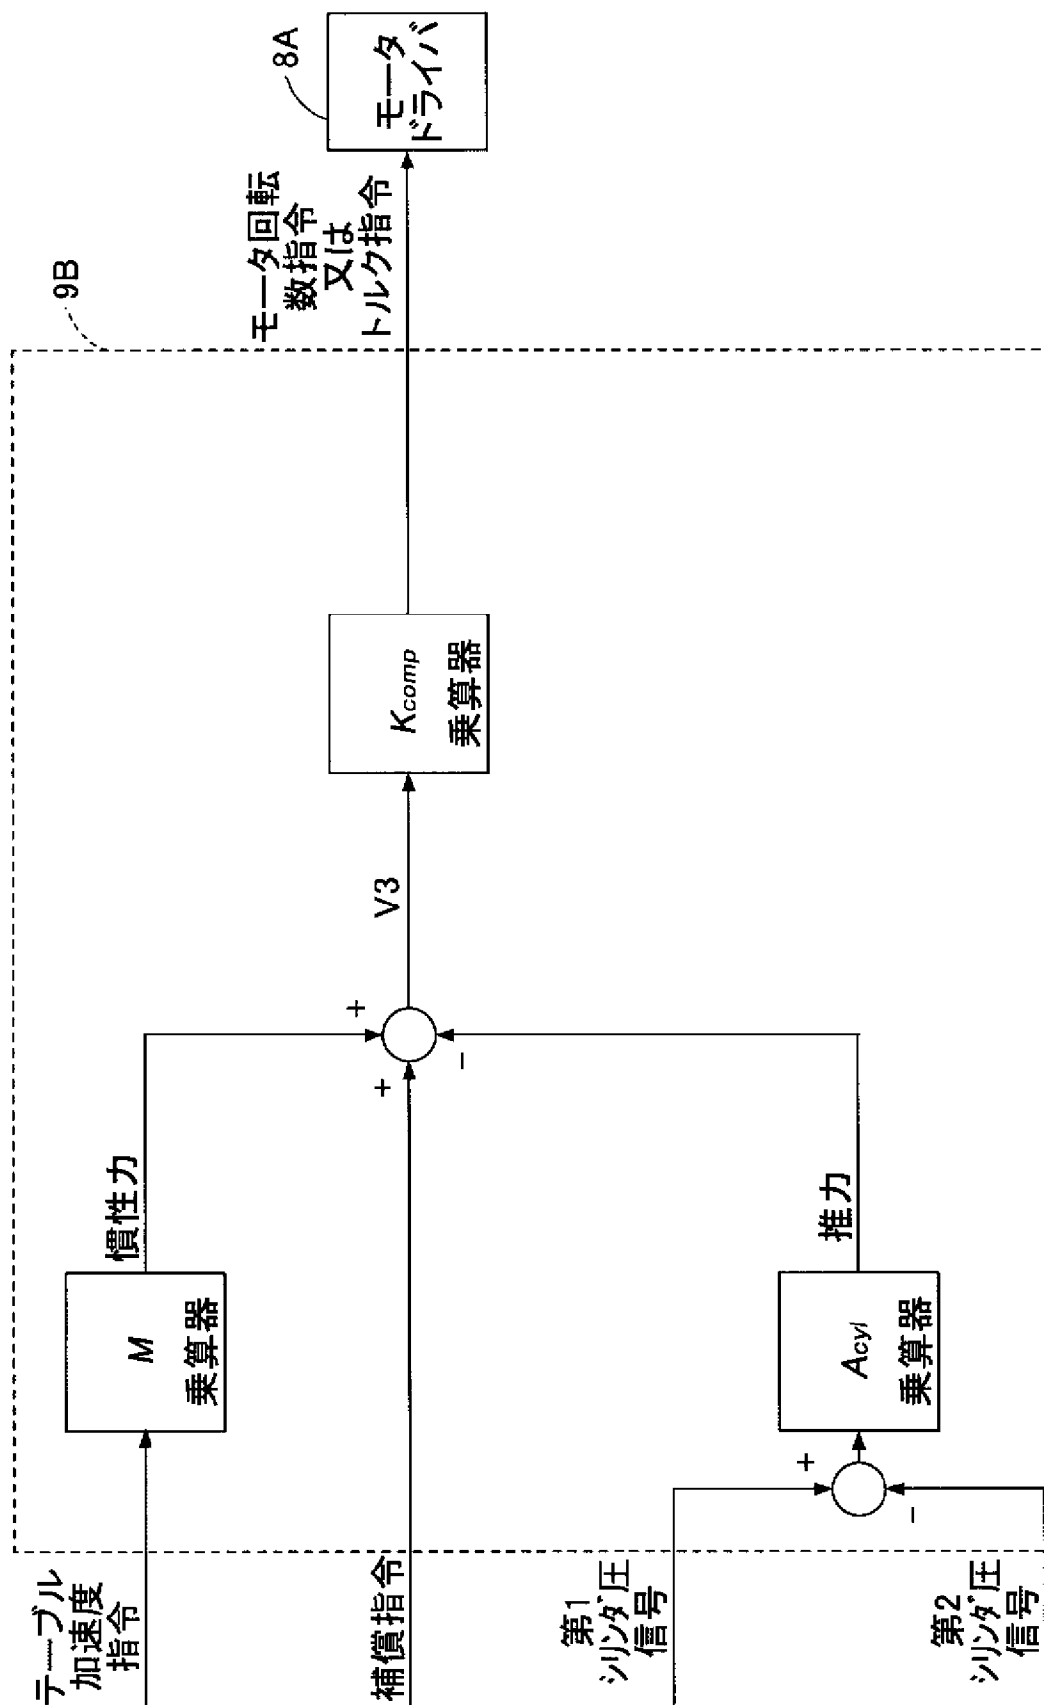 テーブル
加速度
指令
M
乗算器
慣性力
+
補償指令
+
V3
Kcomp
乗算器
9B
モータ回転
数指令
又は
トルク指令
8A
モータ
ドライバ
第1
シリンダ圧
信号
+
第2
シリンダ圧
信号
−
Acyl
乗算器
推力
−